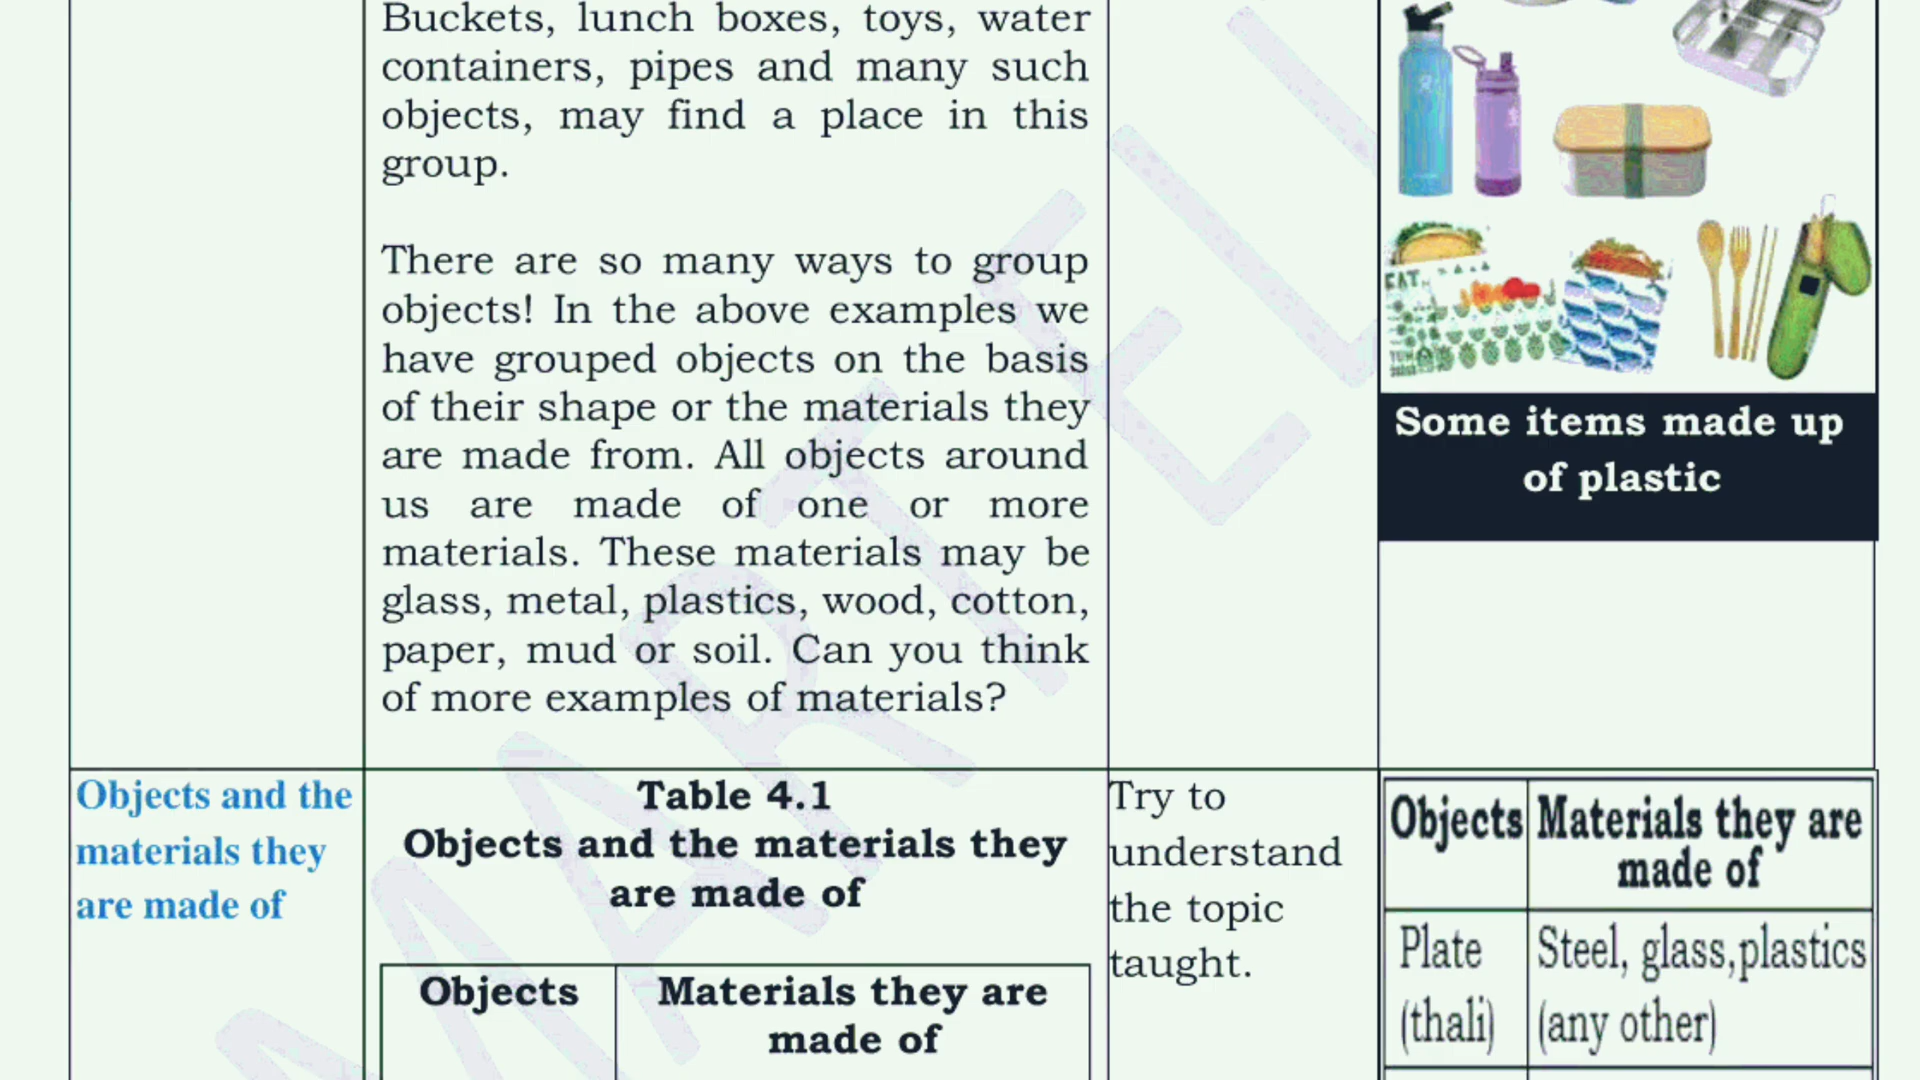 Buckets, lunch boxes, toys, water
containers, pipes and many such
objects, may find a place in this
group.
There are so many ways to group
objects! In the above examples we
have grouped objects on the basis
of their shape or the materials they
are made from. All objects around
us are made of one or more
materials. These materials may be
glass, metal, plastics, wood, cotton,
paper, mud or soil. Can you think
of more examples of materials?
EAT
Some items made up
of plastic
Objects and the
materials they
are made of
Table 4.1
Objects and the materials they
are made of
Objects
Materials they are
made of
Try to
understand
the topic
taught.
Objects
Materials they are
made of
Plate
(thali)
Steel, glass,plastics
(any other)